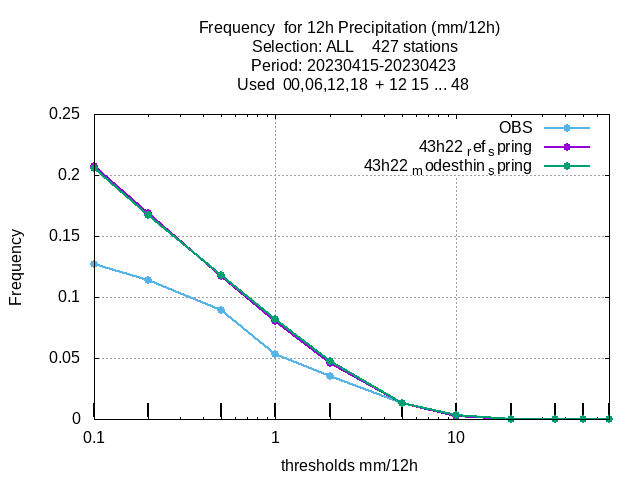 Frequency  for 12h Precipitation (mm/12h)
Selection: ALL    427 stations
Period: 20230415-20230423
Used  00,06,12,18  + 12 15 ... 48
0.25
0.2
0.15
0.1
0.05
0
Frequency
OBS
43h22 ref spring
43h22 modesthin spring
0.1
1
10
thresholds mm/12h